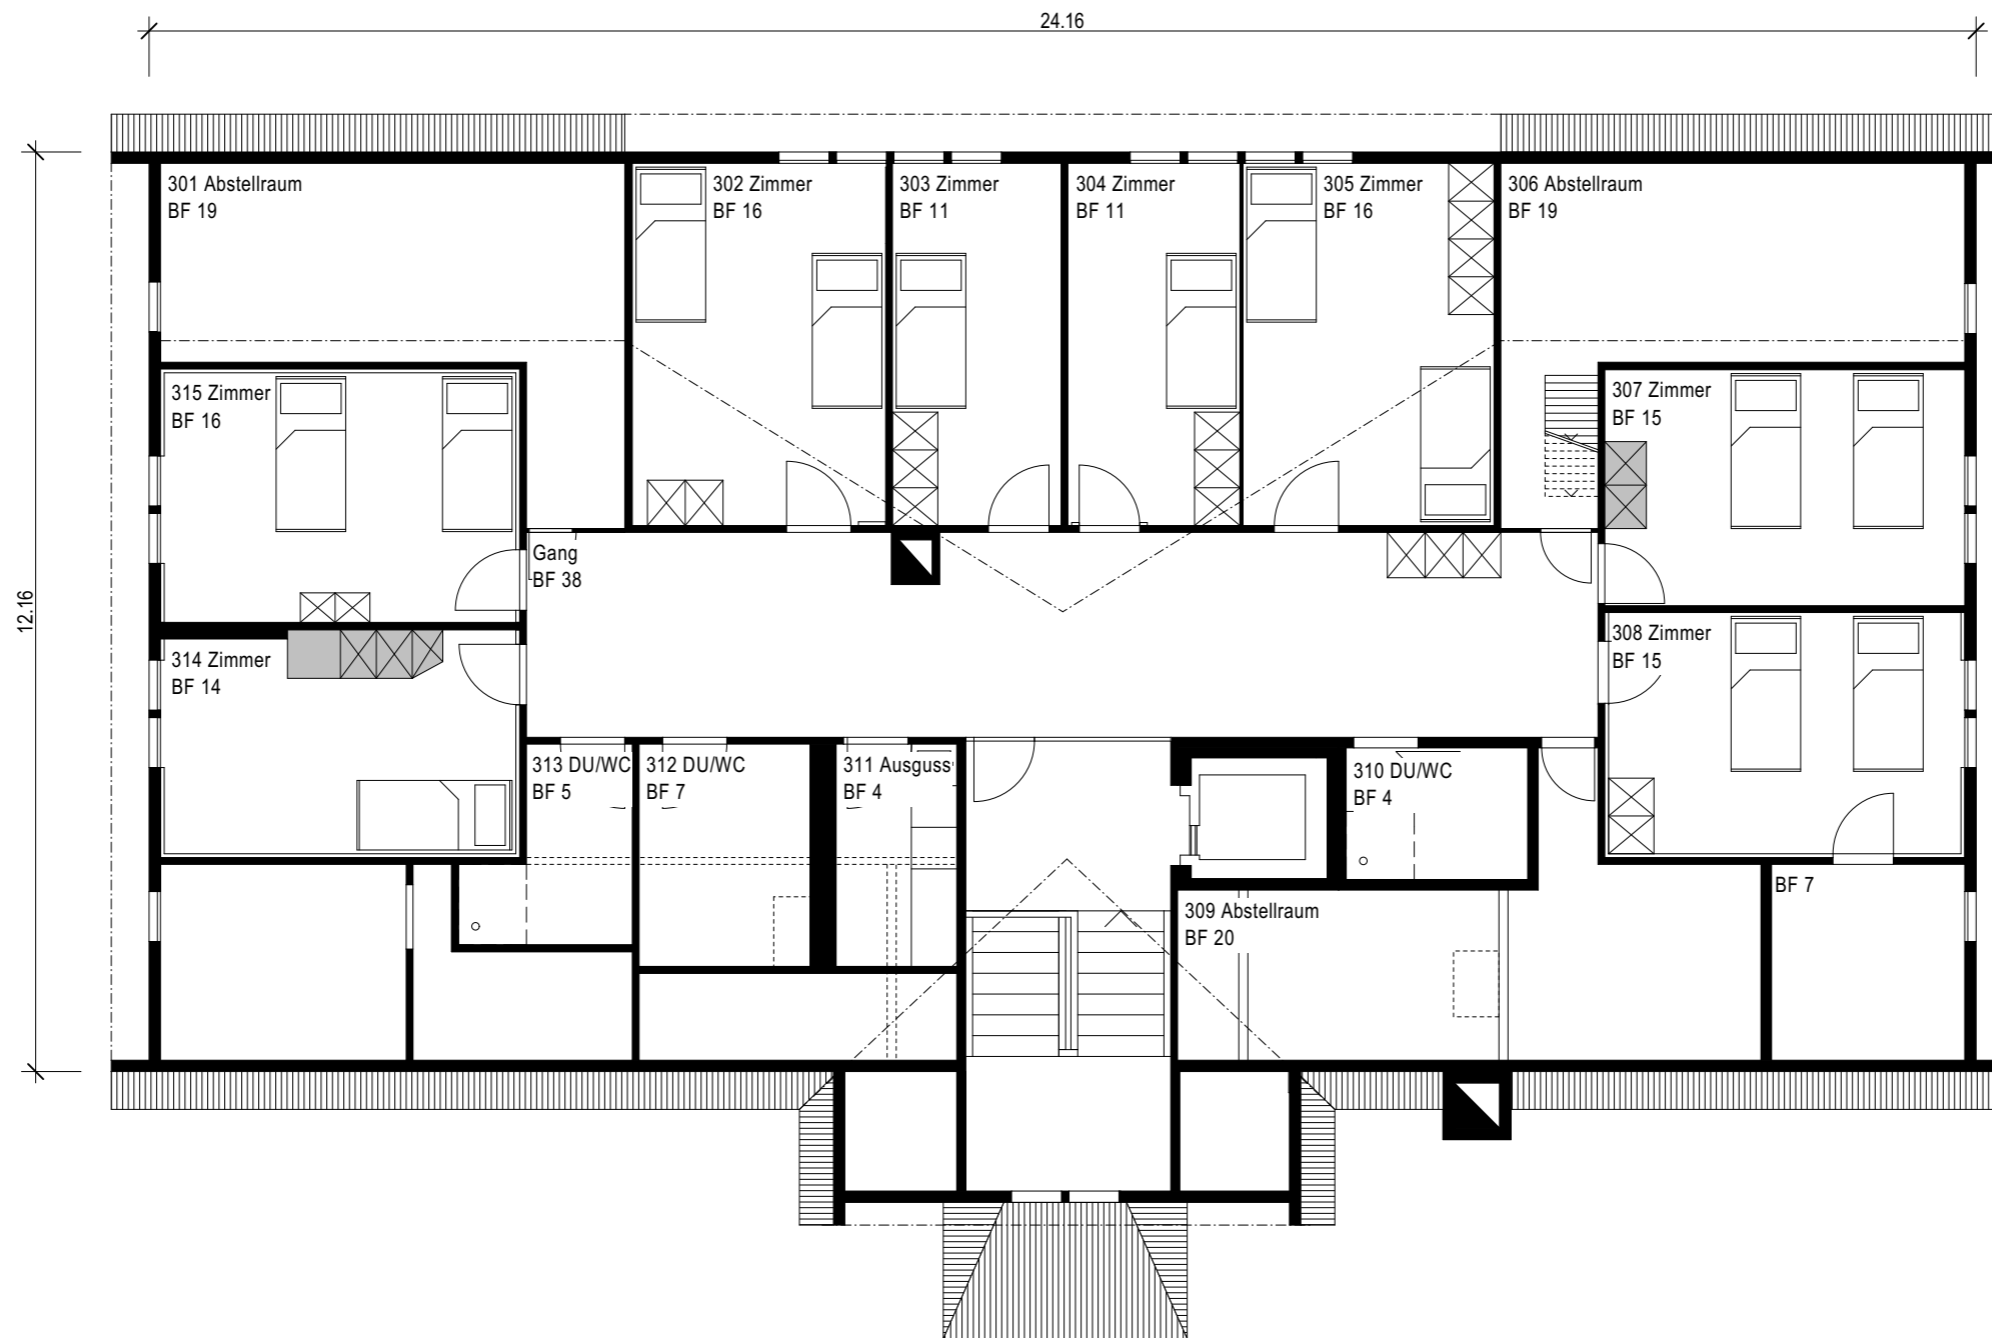 24.16
12.16
301 Abstellraum
BF 19
302 Zimmer
BF 16
303 Zimmer
BF 11
304 Zimmer
BF 11
305 Zimmer
BF 16
306 Abstellraum
BF 19
315 Zimmer
BF 16
307 Zimmer
BF 15
Gang
BF 38
314 Zimmer
BF 14
308 Zimmer
BF 15
313 DU/WC
BF 5
312 DU/WC
BF 7
311 Ausguss
BF 4
310 DU/WC
BF 4
309 Abstellraum
BF 20
BF 7